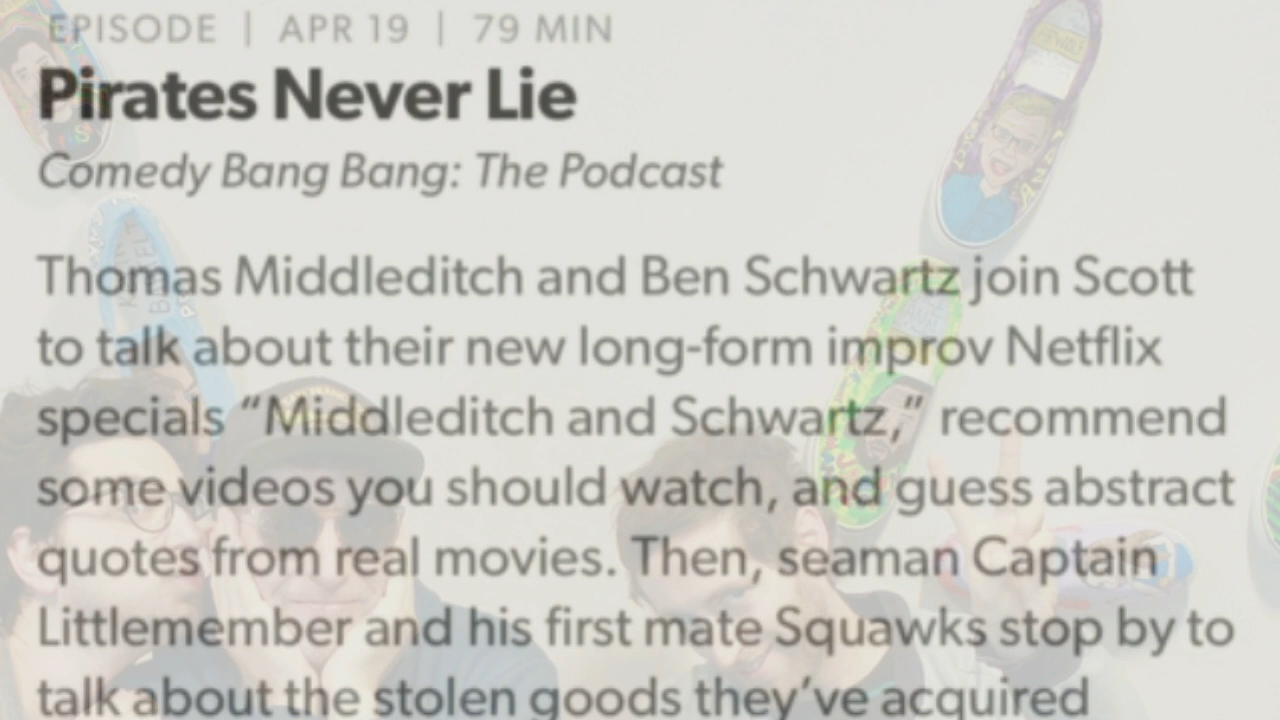 EPISODE | APR 19 | 79 MIN
Pirates Never Lie
Comedy Bang Bang: The Podcast
Thomas Middleditch and Ben Schwartz join Scott
to talk about their new long-form improv Netflix
specials “Middleditch and Schwartz,” recommend
some videos you should watch, and guess abstract
quotes from real movies. Then, seaman Captain
Littlemember and his first mate Squawks stop by to
talk about the stolen goods they’ve acquired